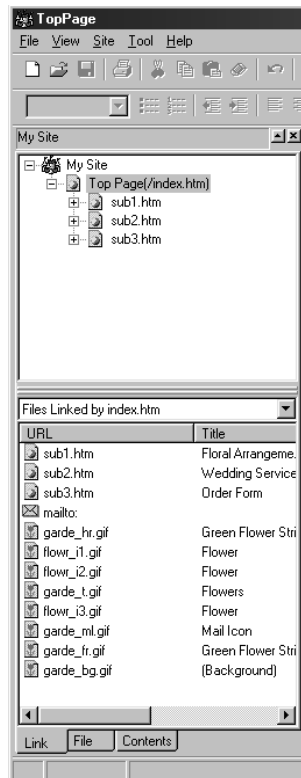 TopPage
File View Site Tool Help
My Site
My Site
Top Page(/index.htm)
sub1.htm
sub2.htm
sub3.htm
Files Linked by index.htm
URL Title
sub1.htm Floral Arrangeme.
sub2.htm Wedding Service
sub3.htm Order Form
mailto:
garde_hr.gif Green Flower Stri
flowr_i1.gif Flower
flowr_i2.gif Flower
garde_t.gif Flowers
flowr_i3.gif Flower
garde_ml.gif Mail Icon
garde_fr.gif Green Flower Stri
garde_bg.gif (Background)
Link File Contents